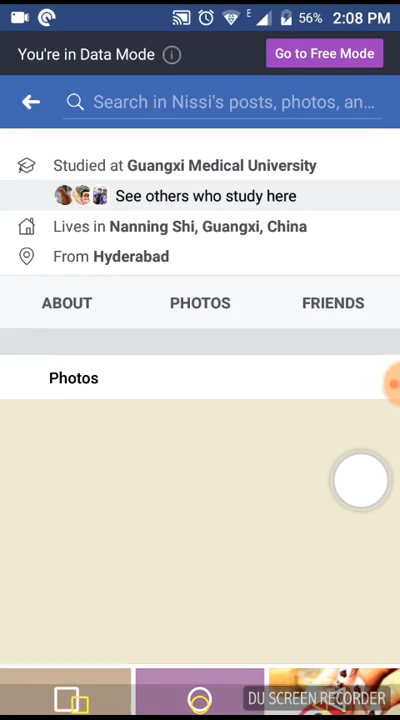 E 56% 2:08 PM
You're in Data Mode Go to Free Mode
Search in Nissi's posts, photos, an...
Studied at Guangxi Medical University
See others who study here
Lives in Nanning Shi, Guangxi, China
From Hyderabad
ABOUT PHOTOS FRIENDS
Photos
DU SCREEN RECORDER